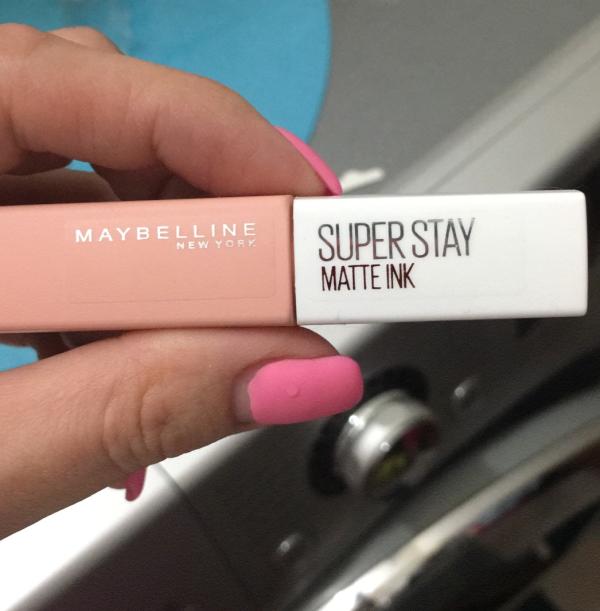 MAYBELLINE
NEW YORK
SUPER STAY
MATTE INK